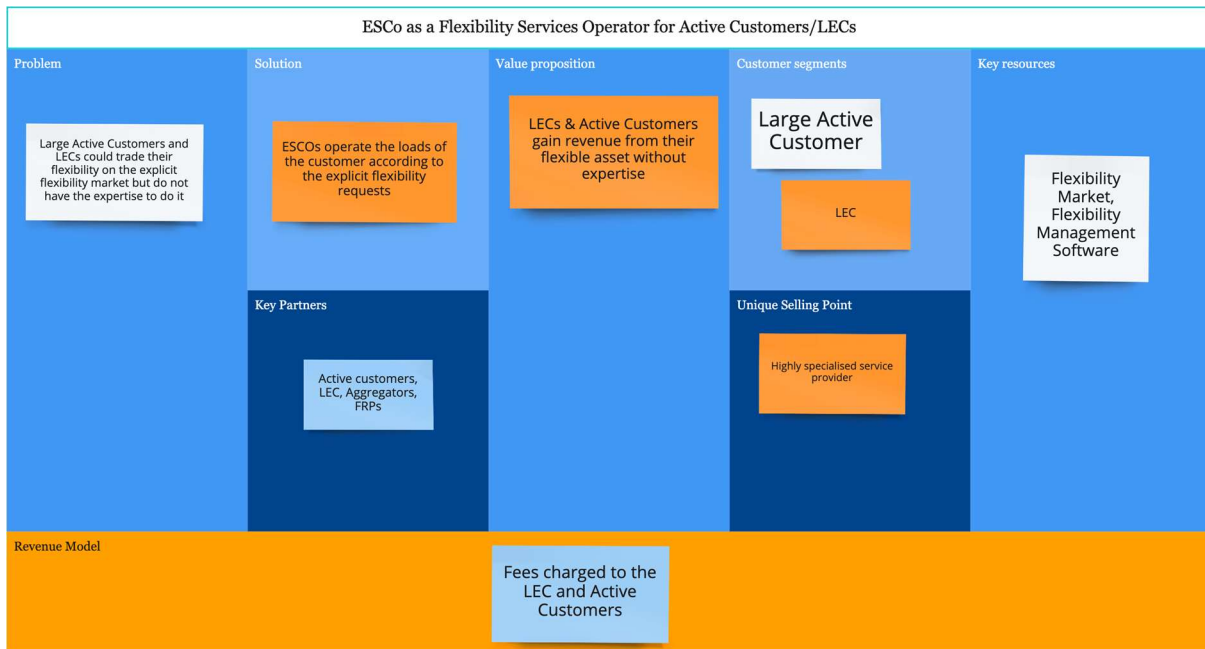 ESCo as a Flexibility Services Operator for Active Customers/LECs
Problem
Large Active Customers and
LECs could trade their
flexibility on the explicit
flexibility market but do not
have the expertise to do it
Solution
ESCOs operate the loads of
the customer according to
the explicit flexibility
requests
Key Partners
Active customers,
LEC, Aggregators,
FRPs
Value proposition
LECs & Active Customers
gain revenue from their
flexible asset without
expertise
Customer segments
Large Active
Customer
LEC
Unique Selling Point
Highly specialised service
provider
Key resources
Flexibility
Market,
Flexibility
Management
Software
Revenue Model
Fees charged to the
LEC and Active
Customers